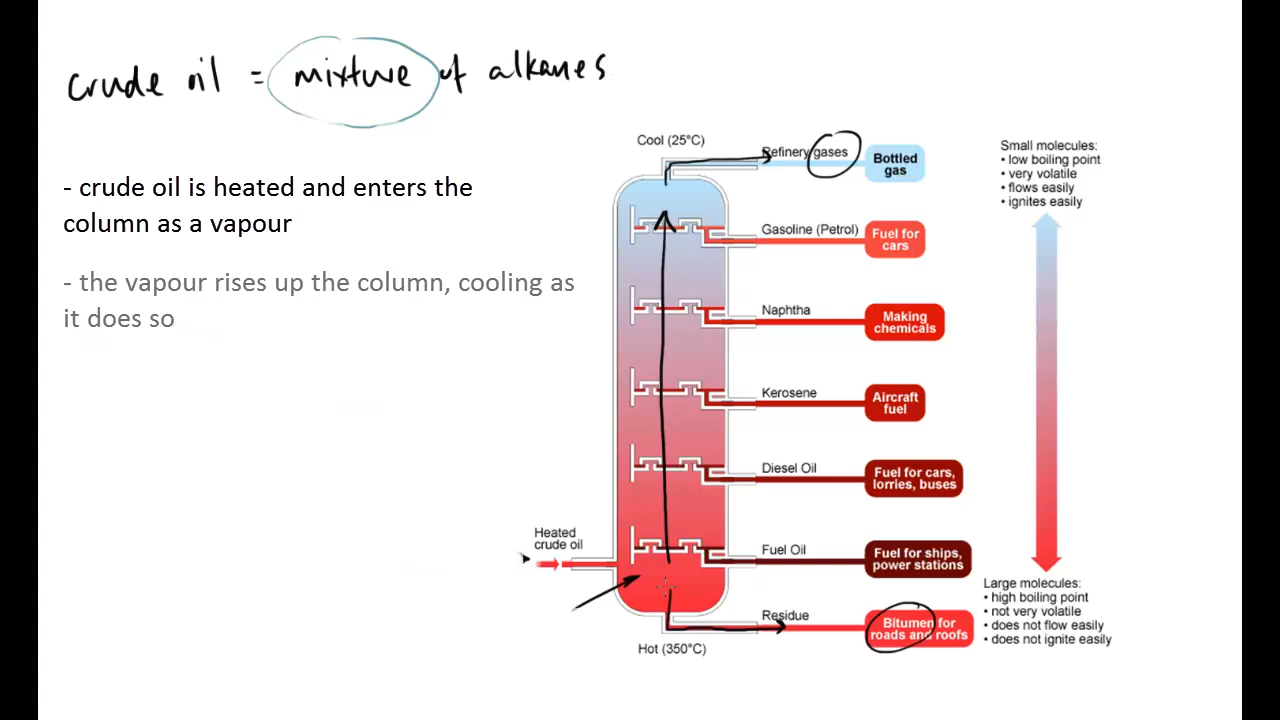 crude oil = mixture of alkanes
- crude oil is heated and enters the
column as a vapour
- the vapour rises up the column, cooling as
it does so
Cool (25°C)
Refinery gases
Bottled
gas
Gasoline (Petrol)
Fuel for
cars
Naphtha
Making
chemicals
Kerosene
Aircraft
fuel
Diesel Oil
Fuel for cars,
lorries, buses
Heated
crude oil
Fuel Oil
Fuel for ships,
power stations
Residue
Bitumen for
roads and roofs
Hot (350°C)
Small molecules:
• low boiling point
• very volatile
• flows easily
• ignites easily
Large molecules:
• high boiling point
• not very volatile
• does not flow easily
• does not ignite easily